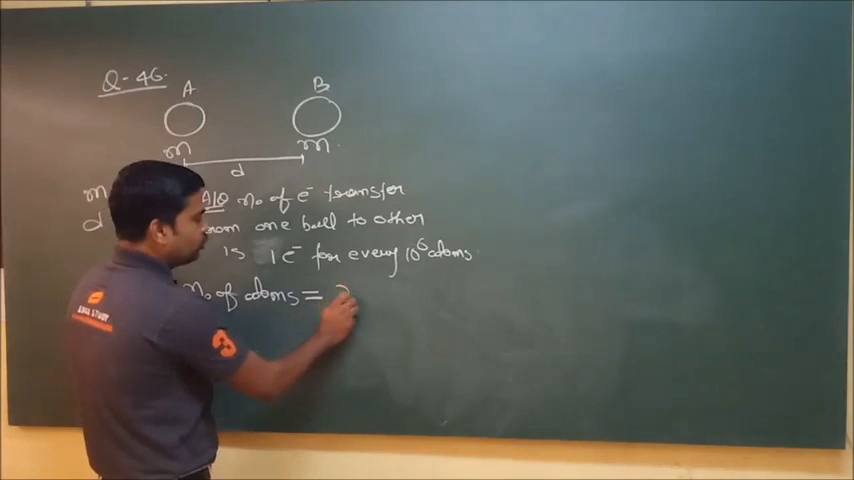 Q-46.
A B
m m
d
m A/Q no of e⁻ transfer
d from one ball to other
is 1e⁻ for every 10⁶ atoms
No of atoms =